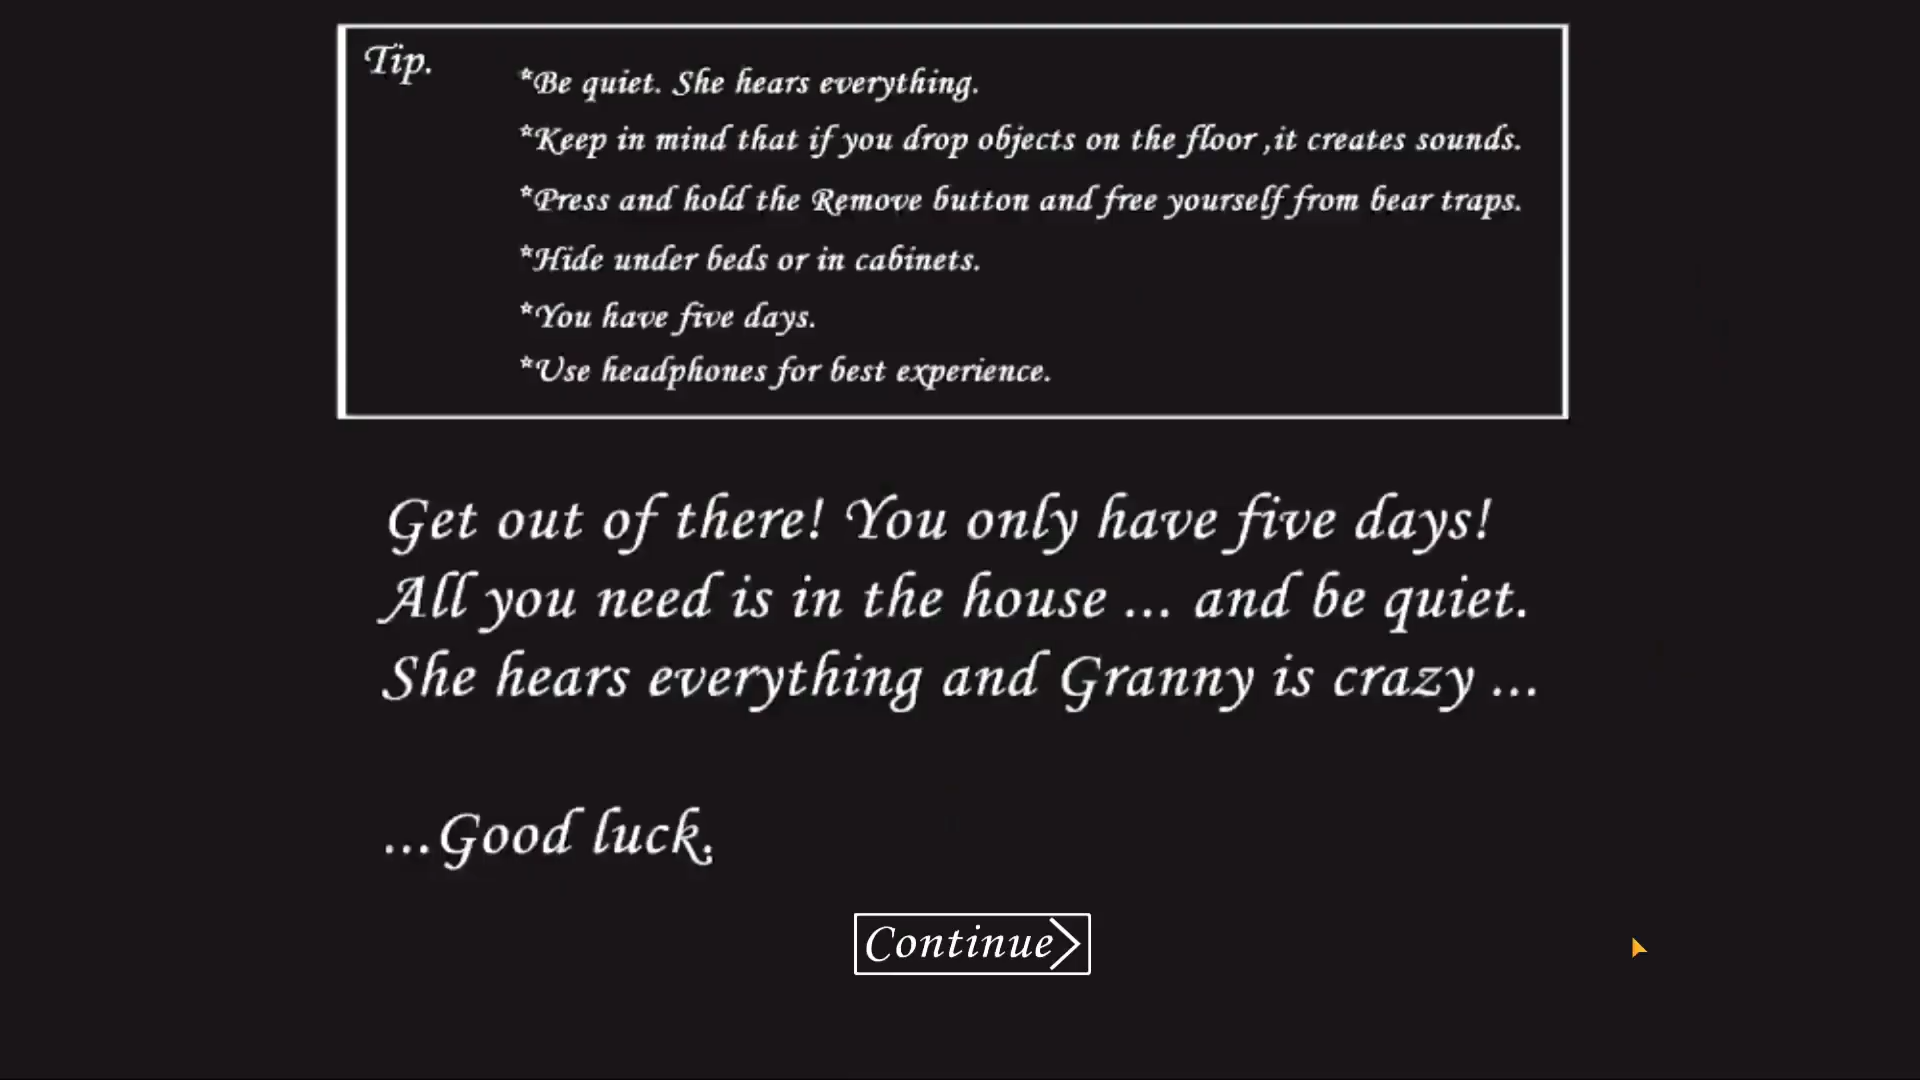 Tip.
*Be quiet. She hears everything.
*Keep in mind that if you drop objects on the floor ,it creates sounds.
*Press and hold the Remove button and free yourself from bear traps.
*Hide under beds or in cabinets.
*You have five days.
*Use headphones for best experience.
Get out of there! You only have five days!
All you need is in the house ... and be quiet.
She hears everything and Granny is crazy ...
...Good luck.
Continue